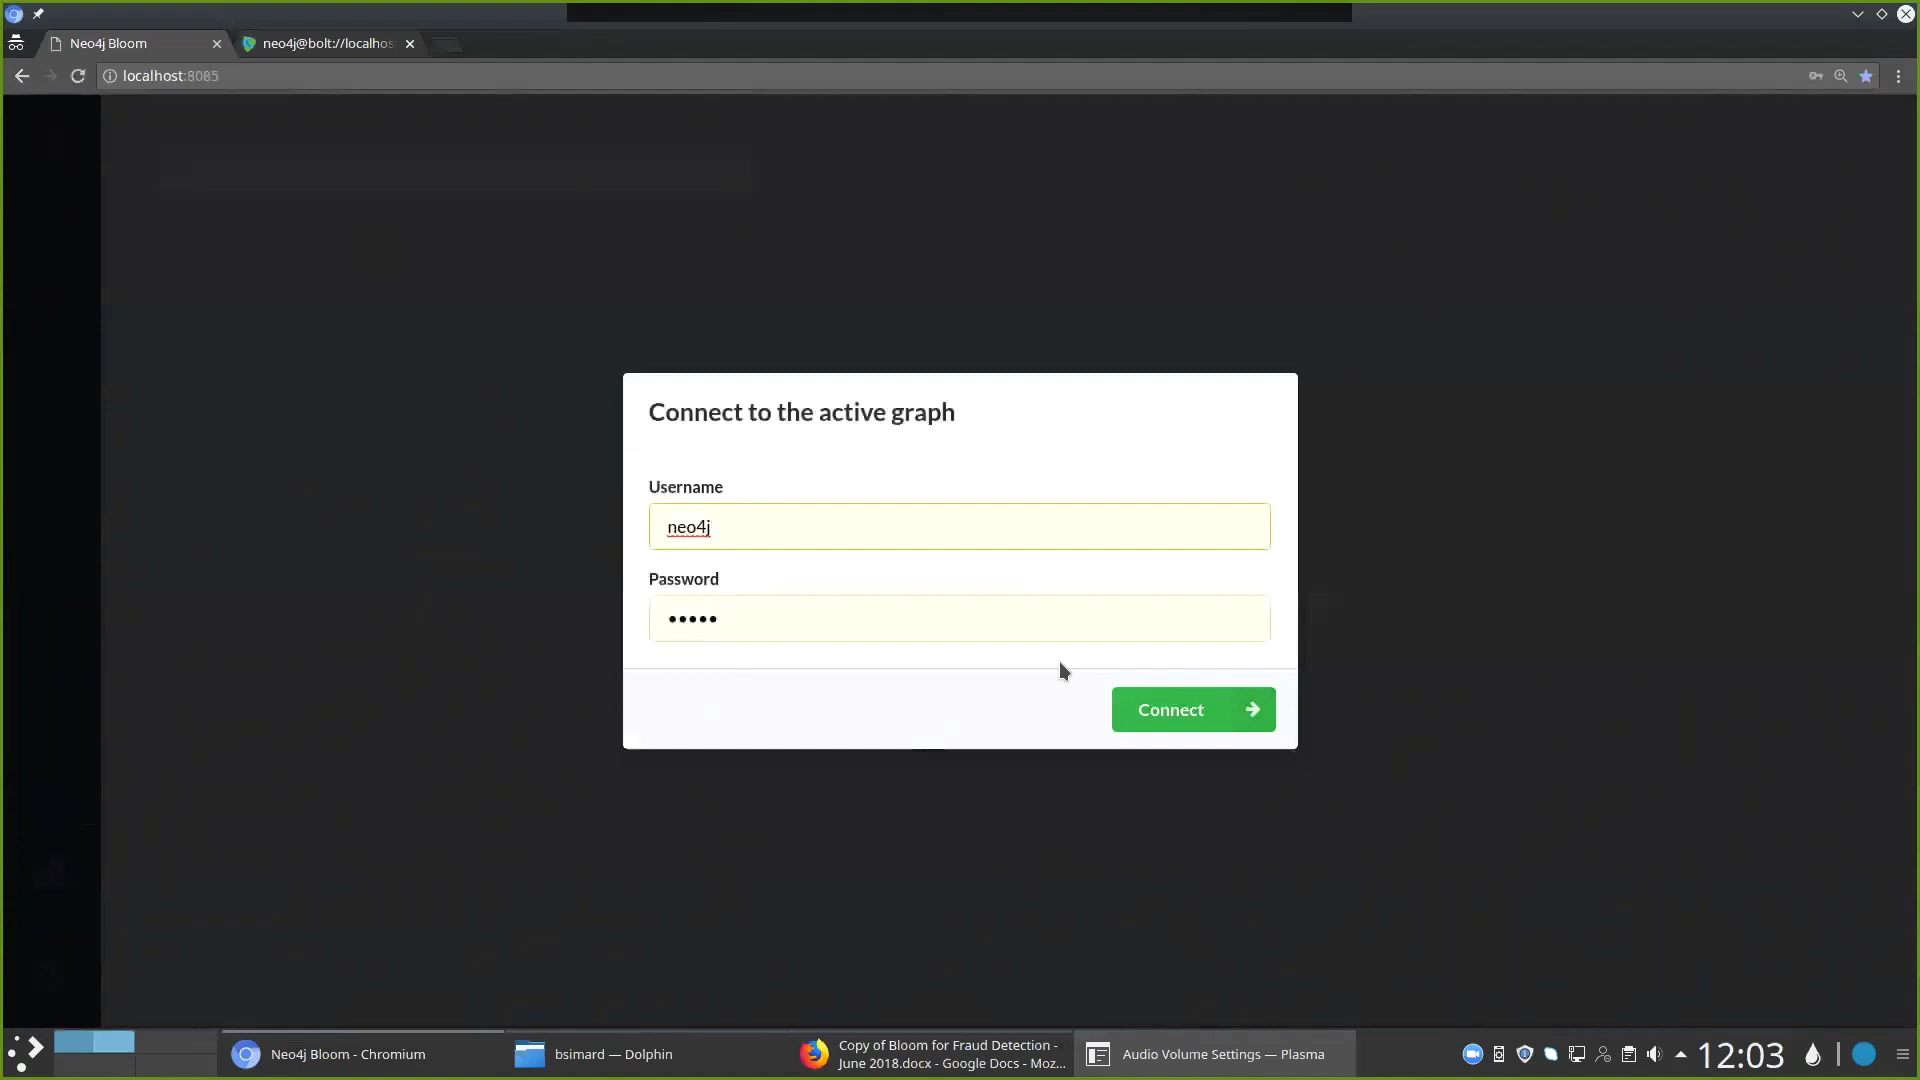 Neo4j Bloom
neo4j@bolt://localhos
localhost:8085
Connect to the active graph
Username
neo4j
Password
•••••
Connect
Neo4j Bloom - Chromium
bsimard — Dolphin
Copy of Bloom for Fraud Detection -
June 2018.docx - Google Docs - Moz...
Audio Volume Settings — Plasma
12:03